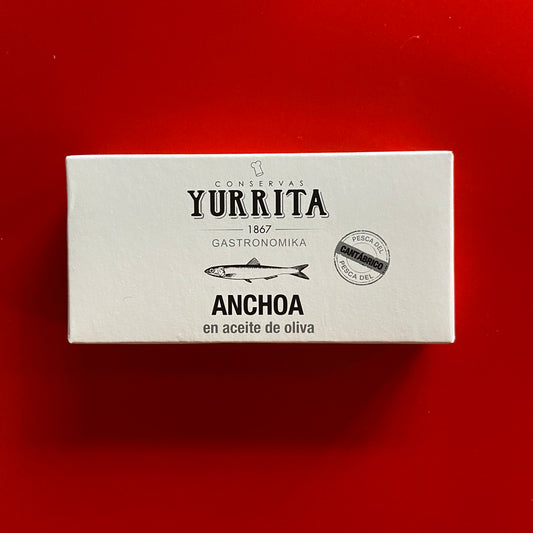 CONSERVAS
YURRITA
1867
GASTRONOMIKA
PESCA DEL
CANTÁBRICO
PESCA DEL
ANCHOA
en aceite de oliva